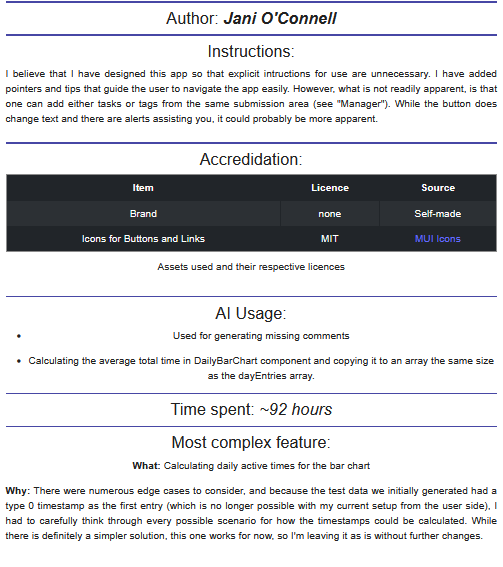 Author: Jani O'Connell
Instructions:
I believe that I have designed this app so that explicit intructions for use are unnecessary. I have added
pointers and tips that guide the user to navigate the app easily. However, what is not readily apparent, is that
one can add either tasks or tags from the same submission area (see "Manager"). While the button does
change text and there are alerts assisting you, it could probably be more apparent.
Accredidation:
Item Licence Source
Brand none Self-made
Icons for Buttons and Links MIT MUI Icons
Assets used and their respective licences
AI Usage:
• Used for generating missing comments
• Calculating the average total time in DailyBarChart component and copying it to an array the same size
as the dayEntries array.
Time spent: ~92 hours
Most complex feature:
What: Calculating daily active times for the bar chart
Why: There were numerous edge cases to consider, and because the test data we initially generated had a
type 0 timestamp as the first entry (which is no longer possible with my current setup from the user side), I
had to carefully think through every possible scenario for how the timestamps could be calculated. While
there is definitely a simpler solution, this one works for now, so I'm leaving it as is without further changes.